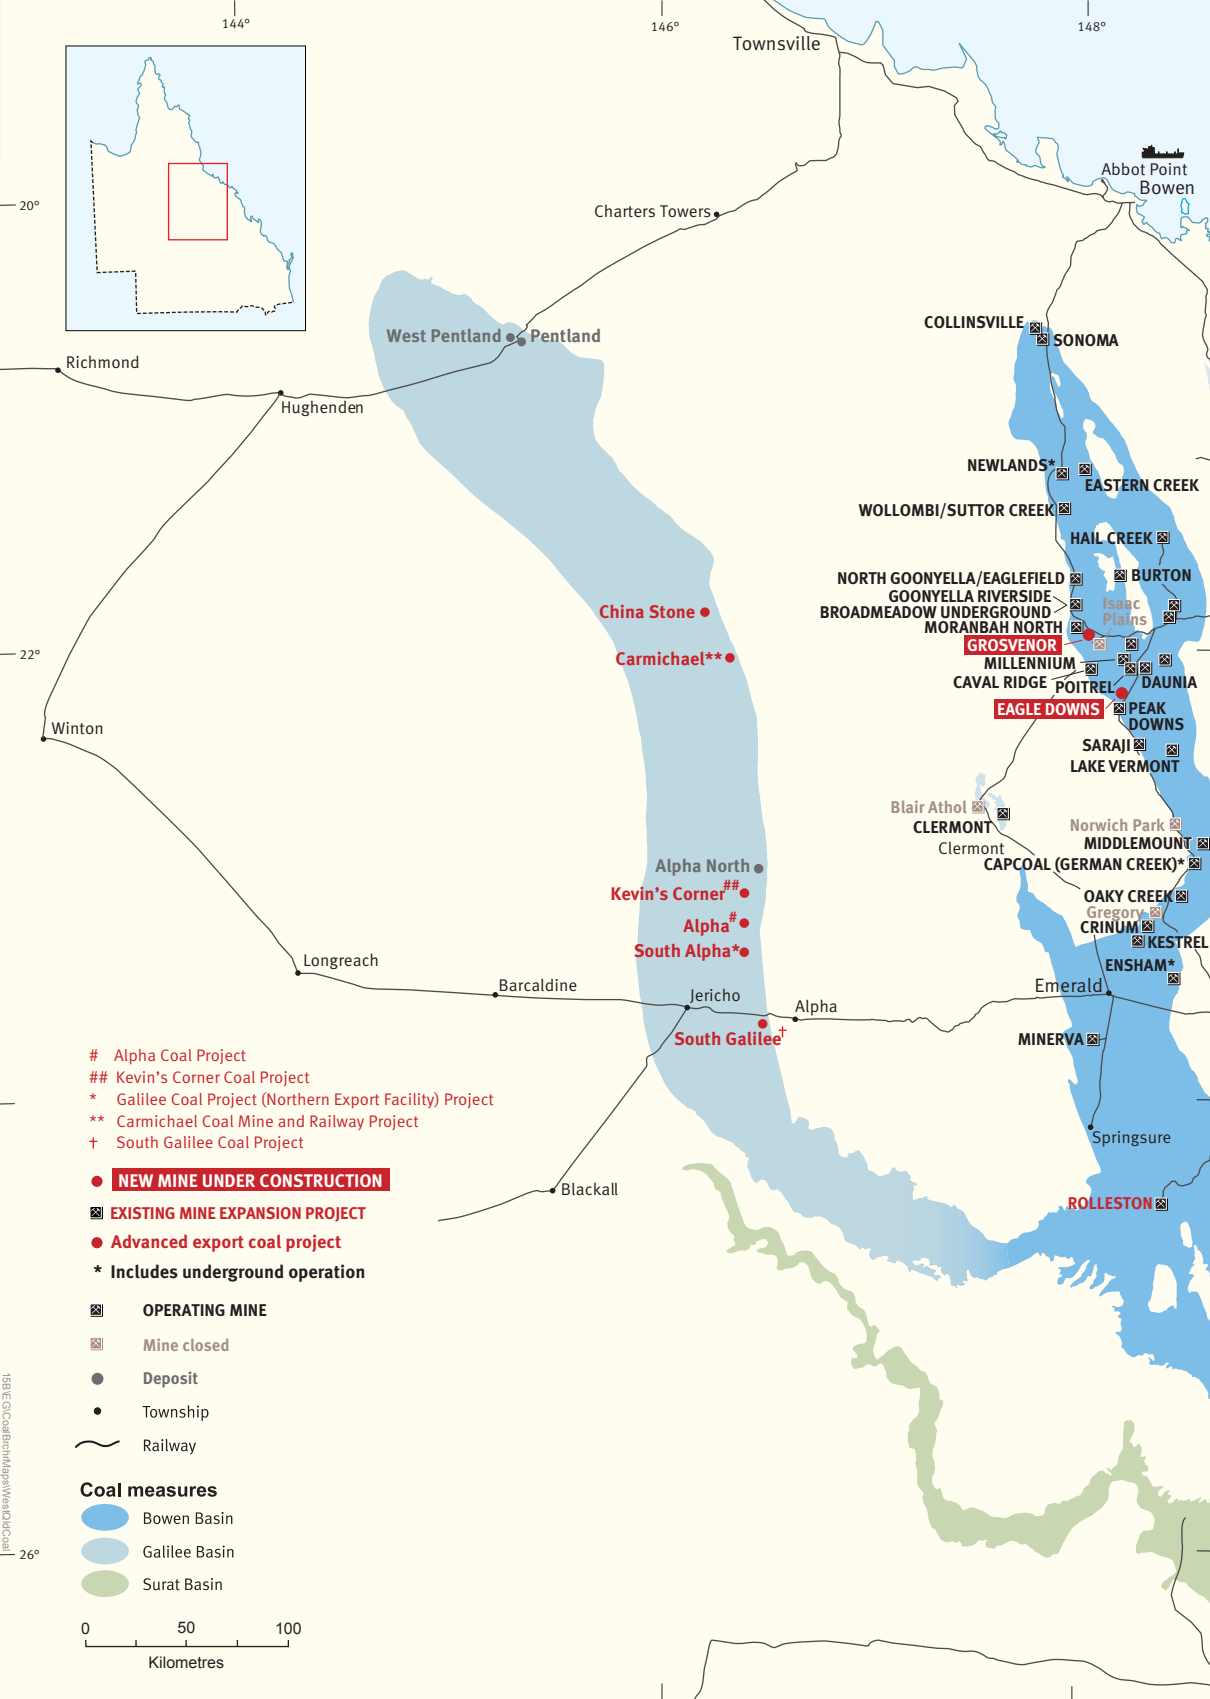 144°
146°
148°
Townsville
Abbot Point
Bowen
20°
Charters Towers
COLLINSVILLE
SONOMA
West Pentland
Pentland
Richmond
Hughenden
NEWLANDS*
EASTERN CREEK
WOLLOMBI/SUTTOR CREEK
HAIL CREEK
NORTH GOONYELLA/EAGLEFIELD
BURTON
GOONYELLA RIVERSIDE
BROADMEADOW UNDERGROUND
Isaac
Plains
China Stone
MORANBAH NORTH
GROSVENOR
22°
Carmichael**
MILLENNIUM
CAVAL RIDGE
POITREL
DAUNIA
EAGLE DOWNS
PEAK
DOWNS
Winton
SARAJI
LAKE VERMONT
Blair Athol
CLERMONT
Norwich Park
Clermont
MIDDLEMOUNT
CAPCOAL (GERMAN CREEK)*
Alpha North
Kevin's Corner##
OAKY CREEK
Gregory
Alpha#
CRINUM
KESTREL
South Alpha*
Longreach
ENSHAM*
Barcaldine
Jericho
Alpha
Emerald
South Galilee†
MINERVA
# Alpha Coal Project
## Kevin's Corner Coal Project
* Galilee Coal Project (Northern Export Facility) Project
** Carmichael Coal Mine and Railway Project
† South Galilee Coal Project
Springsure
NEW MINE UNDER CONSTRUCTION
Blackall
ROLLESTON
EXISTING MINE EXPANSION PROJECT
Advanced export coal project
* Includes underground operation
OPERATING MINE
Mine closed
Deposit
Township
Railway
Coal measures
Bowen Basin
Galilee Basin
Surat Basin
26°
0 50 100
Kilometres
15B\EG\CoalBrchrMaps\WestQldCoal